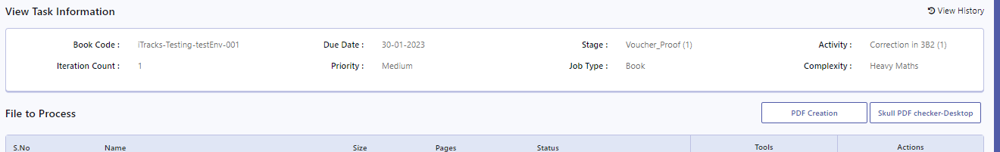 View Task Information
View History
Book Code : iTracks-Testing-testEnv-001 Due Date : 30-01-2023 Stage : Voucher_Proof (1) Activity : Correction in 3B2 (1)
Iteration Count : 1 Priority : Medium Job Type : Book Complexity : Heavy Maths
File to Process
PDF Creation Skull PDF checker-Desktop
S.No Name Size Pages Status Tools Actions